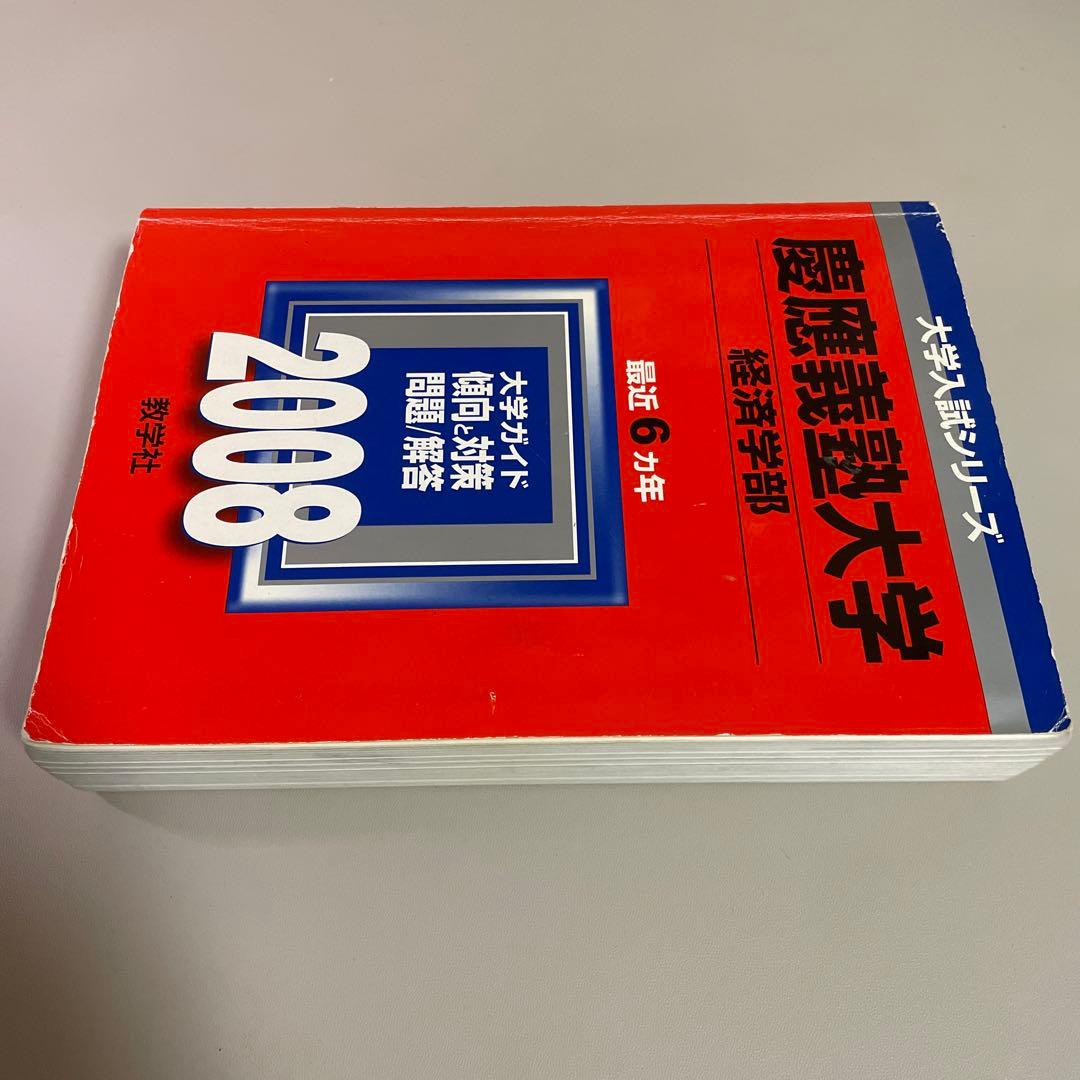 大学入試シリーズ
慶應義塾大学
経済学部
最近6ヵ年
大学ガイド
傾向と対策
問題/解答
2008
教学社